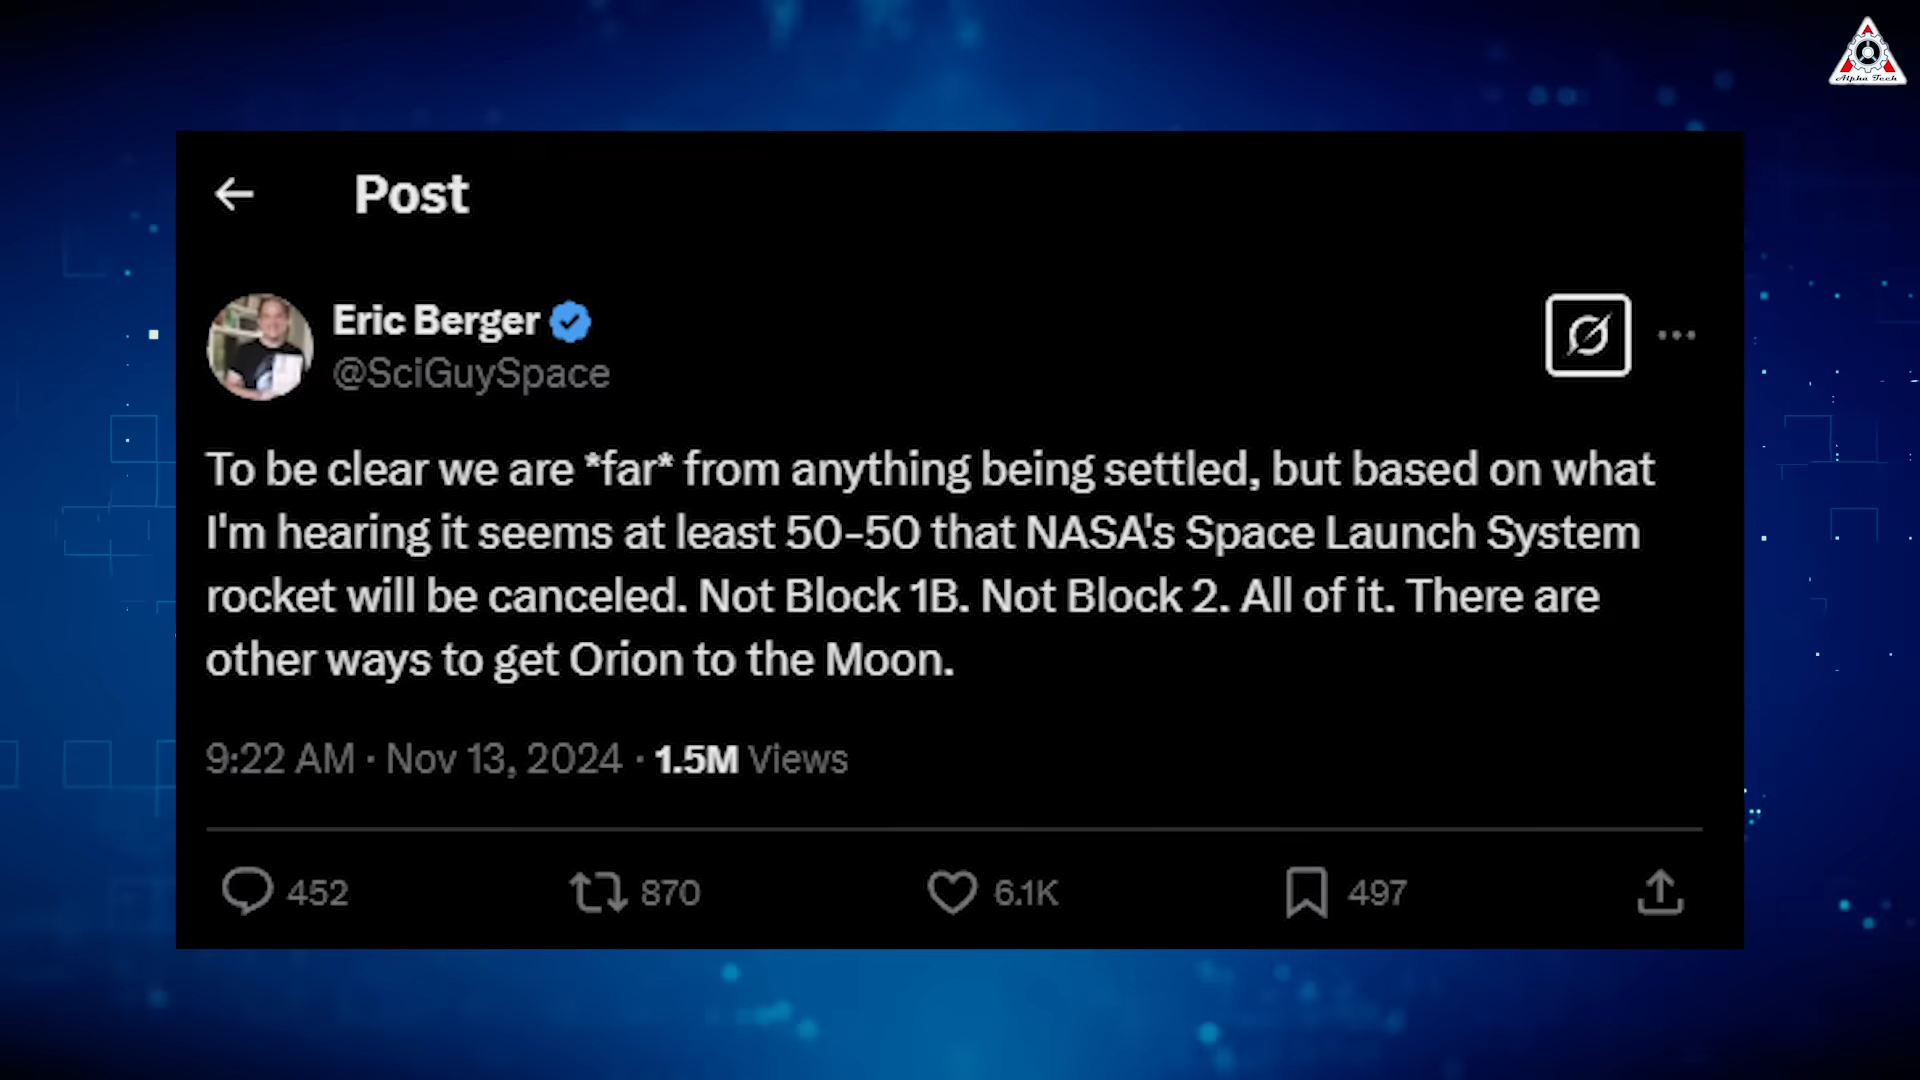 Alpha Tech
Post
Eric Berger
@SciGuySpace
To be clear we are *far* from anything being settled, but based on what
I'm hearing it seems at least 50-50 that NASA's Space Launch System
rocket will be canceled. Not Block 1B. Not Block 2. All of it. There are
other ways to get Orion to the Moon.
9:22 AM · Nov 13, 2024 · 1.5M Views
452 870 6.1K 497